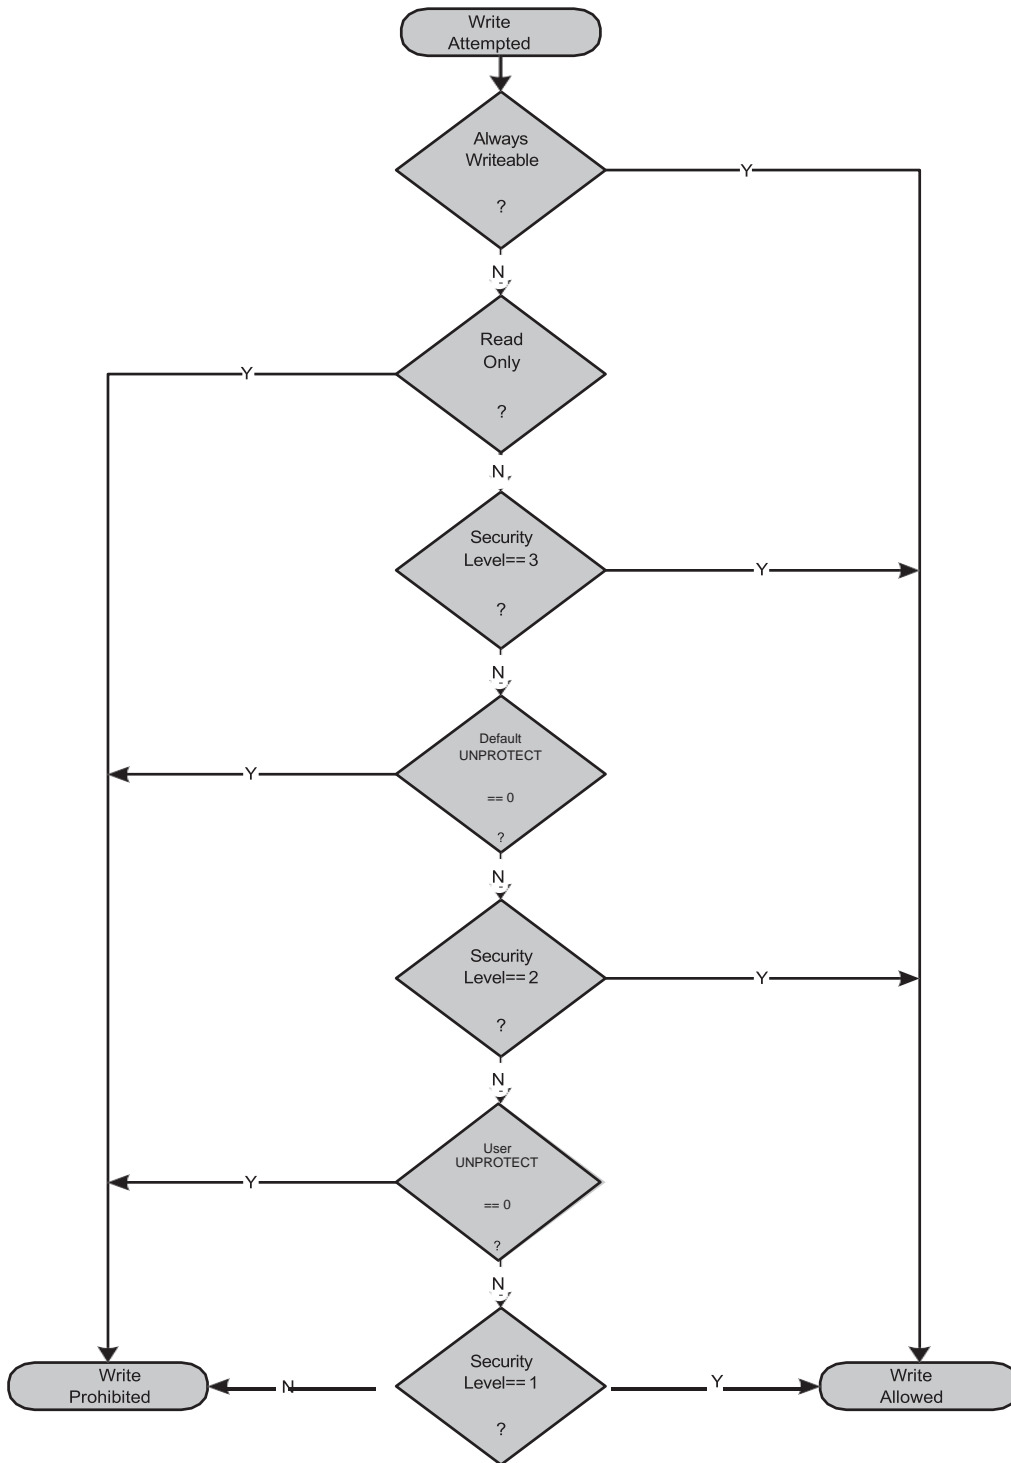 Write
Attempted
Always
Writeable
?
Y
N
Read
Only
?
Y
N
Security
Level== 3
?
Y
N
Default
UNPROTECT
== 0
?
Y
N
Security
Level== 2
?
Y
N
User
UNPROTECT
== 0
?
Y
N
Security
Level== 1
?
N
Y
Write
Prohibited
Write
Allowed